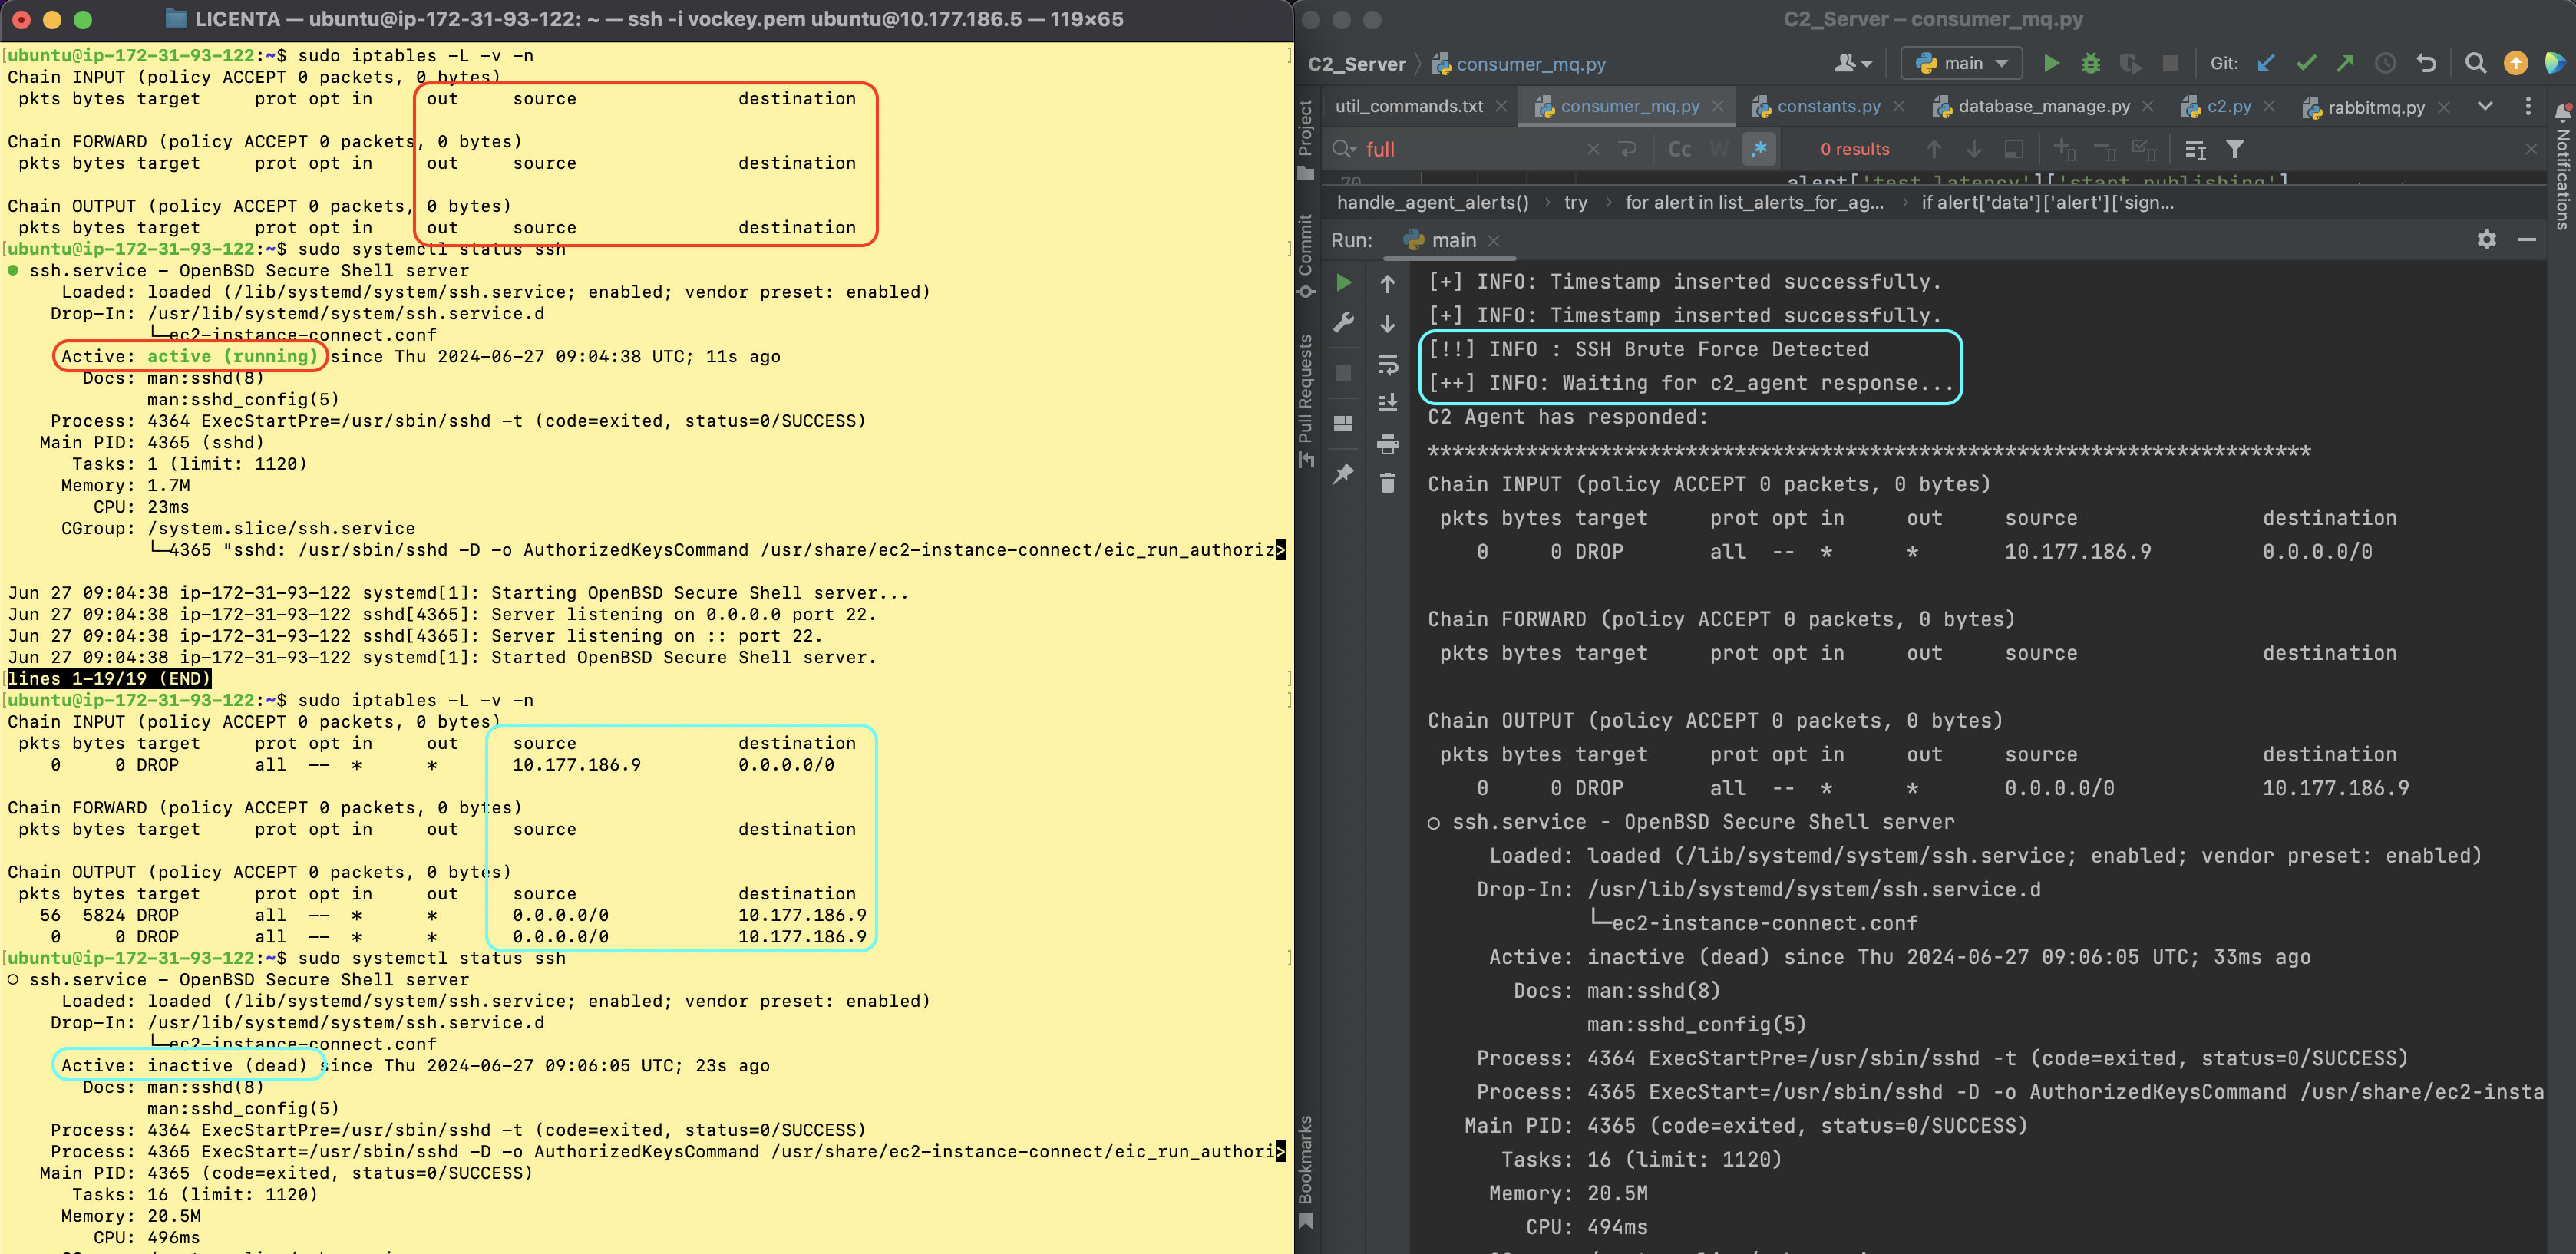 LICENTA — ubuntu@ip-172-31-93-122: ~ — ssh -i vockey.pem ubuntu@10.177.186.5 — 119×65
[ubuntu@ip-172-31-93-122:~$ sudo iptables -L -v -n ]
Chain INPUT (policy ACCEPT 0 packets, 0 bytes)
 pkts bytes target     prot opt in     out     source               destination

Chain FORWARD (policy ACCEPT 0 packets, 0 bytes)
 pkts bytes target     prot opt in     out     source               destination

Chain OUTPUT (policy ACCEPT 0 packets, 0 bytes)
 pkts bytes target     prot opt in     out     source               destination
[ubuntu@ip-172-31-93-122:~$ sudo systemctl status ssh ]
● ssh.service – OpenBSD Secure Shell server
     Loaded: loaded (/lib/systemd/system/ssh.service; enabled; vendor preset: enabled)
    Drop-In: /usr/lib/systemd/system/ssh.service.d
             └─ec2-instance-connect.conf
     Active: active (running) since Thu 2024-06-27 09:04:38 UTC; 11s ago
       Docs: man:sshd(8)
             man:sshd_config(5)
    Process: 4364 ExecStartPre=/usr/sbin/sshd -t (code=exited, status=0/SUCCESS)
   Main PID: 4365 (sshd)
      Tasks: 1 (limit: 1120)
     Memory: 1.7M
        CPU: 23ms
     CGroup: /system.slice/ssh.service
             └─4365 "sshd: /usr/sbin/sshd -D -o AuthorizedKeysCommand /usr/share/ec2-instance-connect/eic_run_authoriz>

Jun 27 09:04:38 ip-172-31-93-122 systemd[1]: Starting OpenBSD Secure Shell server...
Jun 27 09:04:38 ip-172-31-93-122 sshd[4365]: Server listening on 0.0.0.0 port 22.
Jun 27 09:04:38 ip-172-31-93-122 sshd[4365]: Server listening on :: port 22.
Jun 27 09:04:38 ip-172-31-93-122 systemd[1]: Started OpenBSD Secure Shell server.
[lines 1-19/19 (END) ]
[ubuntu@ip-172-31-93-122:~$ sudo iptables -L -v -n ]
Chain INPUT (policy ACCEPT 0 packets, 0 bytes)
 pkts bytes target     prot opt in     out     source               destination
    0     0 DROP       all  --  *      *       10.177.186.9         0.0.0.0/0

Chain FORWARD (policy ACCEPT 0 packets, 0 bytes)
 pkts bytes target     prot opt in     out     source               destination

Chain OUTPUT (policy ACCEPT 0 packets, 0 bytes)
 pkts bytes target     prot opt in     out     source               destination
   56  5824 DROP       all  --  *      *       0.0.0.0/0            10.177.186.9
    0     0 DROP       all  --  *      *       0.0.0.0/0            10.177.186.9
[ubuntu@ip-172-31-93-122:~$ sudo systemctl status ssh ]
○ ssh.service – OpenBSD Secure Shell server
     Loaded: loaded (/lib/systemd/system/ssh.service; enabled; vendor preset: enabled)
    Drop-In: /usr/lib/systemd/system/ssh.service.d
             └─ec2-instance-connect.conf
     Active: inactive (dead) since Thu 2024-06-27 09:06:05 UTC; 23s ago
       Docs: man:sshd(8)
             man:sshd_config(5)
    Process: 4364 ExecStartPre=/usr/sbin/sshd -t (code=exited, status=0/SUCCESS)
    Process: 4365 ExecStart=/usr/sbin/sshd -D -o AuthorizedKeysCommand /usr/share/ec2-instance-connect/eic_run_authori>
   Main PID: 4365 (code=exited, status=0/SUCCESS)
      Tasks: 16 (limit: 1120)
     Memory: 20.5M
        CPU: 496ms
C2_Server – consumer_mq.py
C2_Server consumer_mq.py main Git:
util_commands.txt consumer_mq.py constants.py database_manage.py c2.py rabbitmq.py
full Cc W .* 0 results
70 alert['test_latency']['start_publishing']
handle_agent_alerts() › try › for alert in list_alerts_for_ag... › if alert['data']['alert']['sign...
Run: main
[+] INFO: Timestamp inserted successfully.
[+] INFO: Timestamp inserted successfully.
[!!] INFO : SSH Brute Force Detected
[++] INFO: Waiting for c2_agent response...
C2 Agent has responded:
************************************************************************
Chain INPUT (policy ACCEPT 0 packets, 0 bytes)
 pkts bytes target     prot opt in     out     source               destination
    0     0 DROP       all  --  *      *       10.177.186.9         0.0.0.0/0

Chain FORWARD (policy ACCEPT 0 packets, 0 bytes)
 pkts bytes target     prot opt in     out     source               destination

Chain OUTPUT (policy ACCEPT 0 packets, 0 bytes)
 pkts bytes target     prot opt in     out     source               destination
    0     0 DROP       all  --  *      *       0.0.0.0/0            10.177.186.9
○ ssh.service - OpenBSD Secure Shell server
     Loaded: loaded (/lib/systemd/system/ssh.service; enabled; vendor preset: enabled)
    Drop-In: /usr/lib/systemd/system/ssh.service.d
             └─ec2-instance-connect.conf
     Active: inactive (dead) since Thu 2024-06-27 09:06:05 UTC; 33ms ago
       Docs: man:sshd(8)
             man:sshd_config(5)
    Process: 4364 ExecStartPre=/usr/sbin/sshd -t (code=exited, status=0/SUCCESS)
    Process: 4365 ExecStart=/usr/sbin/sshd -D -o AuthorizedKeysCommand /usr/share/ec2-insta
   Main PID: 4365 (code=exited, status=0/SUCCESS)
      Tasks: 16 (limit: 1120)
     Memory: 20.5M
        CPU: 494ms
Project
Commit
Pull Requests
Bookmarks
Notifications